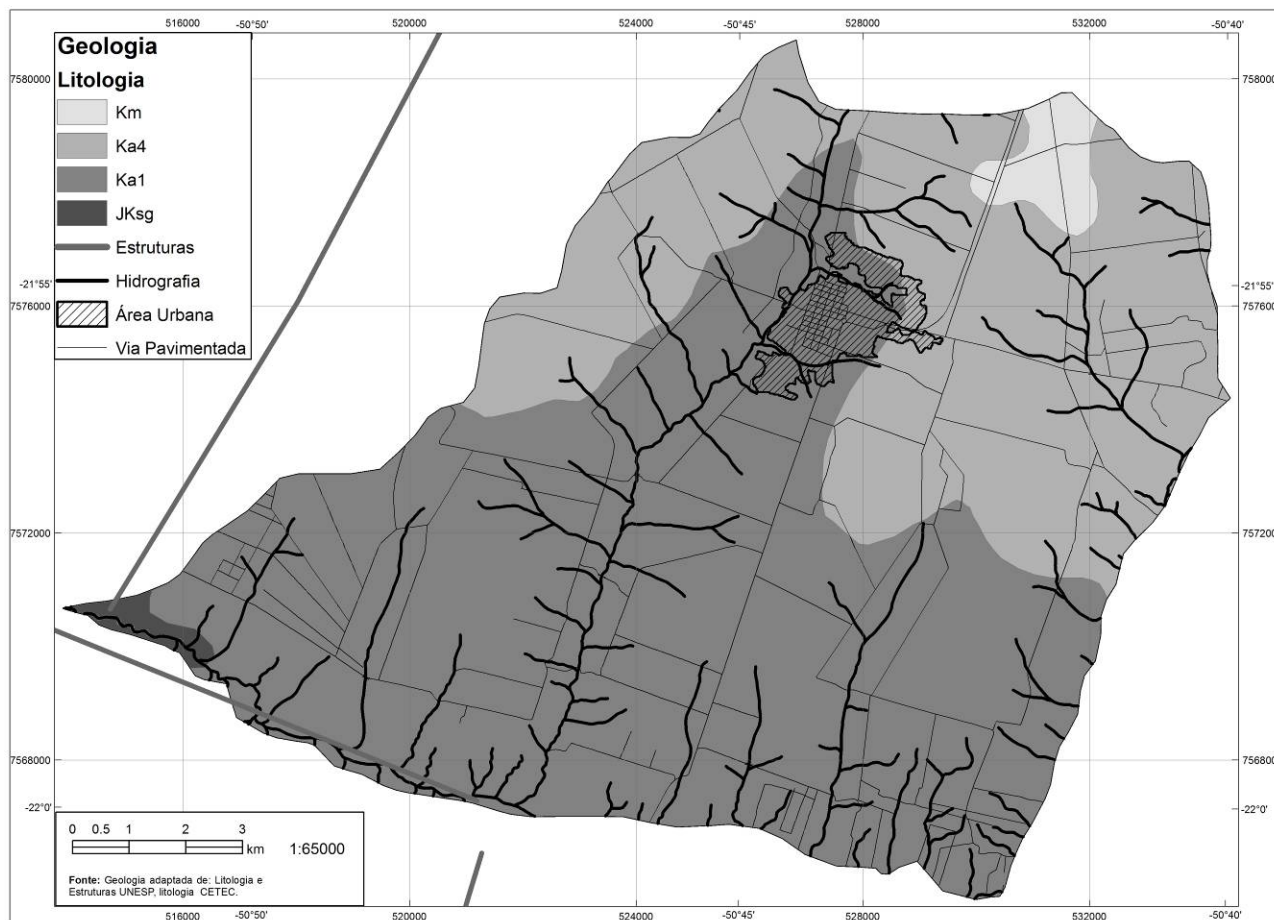 516000 -50°50' 520000 524000 -50°45' 528000 532000 -50°40'
Geologia
Litologia
Km
Ka4
Ka1
JKsg
Estruturas
Hidrografia
Área Urbana
Via Pavimentada
7580000
7580000
-21°55'
-21°55'
7576000
7576000
7572000
7572000
7568000
7568000
-22°0'
-22°0'
0 0.5 1 2 3
km
1:65000
Fonte: Geologia adaptada de: Litologia e
Estruturas UNESP, litologia CETEC.
516000 -50°50' 520000 524000 -50°45' 528000 532000 -50°40'